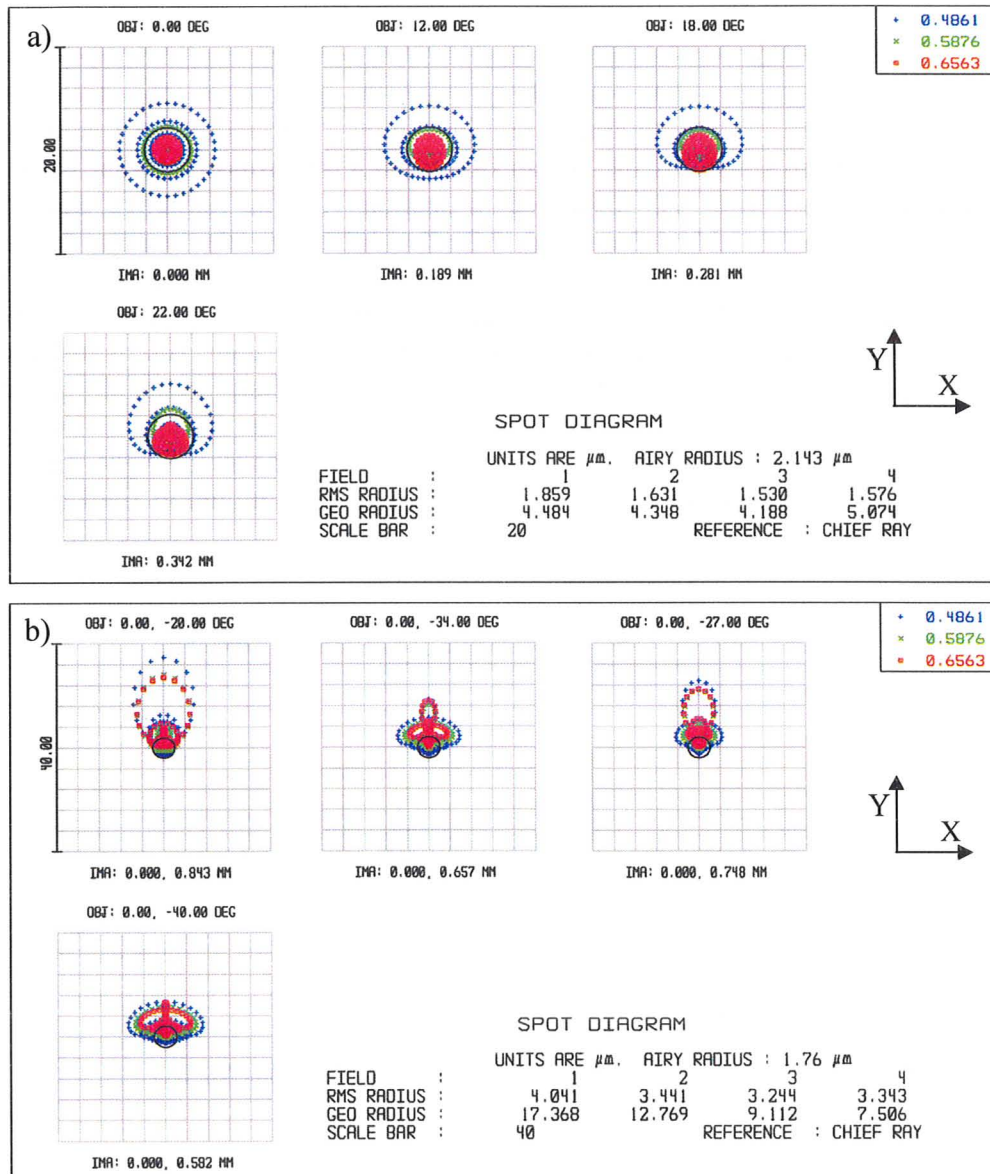 a)
OBJ: 0.00 DEG
OBJ: 12.00 DEG
OBJ: 18.00 DEG
+ 0.4861
× 0.5876
▫ 0.6563
20.00
IMA: 0.000 MM
IMA: 0.189 MM
IMA: 0.281 MM
OBJ: 22.00 DEG
Y
X
IMA: 0.342 MM
SPOT DIAGRAM
UNITS ARE µm. AIRY RADIUS : 2.143 µm
FIELD : 1 2 3 4
RMS RADIUS : 1.859 1.631 1.530 1.576
GEO RADIUS : 4.484 4.348 4.188 5.074
SCALE BAR : 20 REFERENCE : CHIEF RAY
b)
OBJ: 0.00, -20.00 DEG
OBJ: 0.00, -34.00 DEG
OBJ: 0.00, -27.00 DEG
+ 0.4861
× 0.5876
▫ 0.6563
40.00
IMA: 0.000, 0.843 MM
IMA: 0.000, 0.657 MM
IMA: 0.000, 0.748 MM
Y
X
OBJ: 0.00, -40.00 DEG
IMA: 0.000, 0.582 MM
SPOT DIAGRAM
UNITS ARE µm. AIRY RADIUS : 1.76 µm
FIELD : 1 2 3 4
RMS RADIUS : 4.041 3.441 3.244 3.343
GEO RADIUS : 17.368 12.769 9.112 7.506
SCALE BAR : 40 REFERENCE : CHIEF RAY